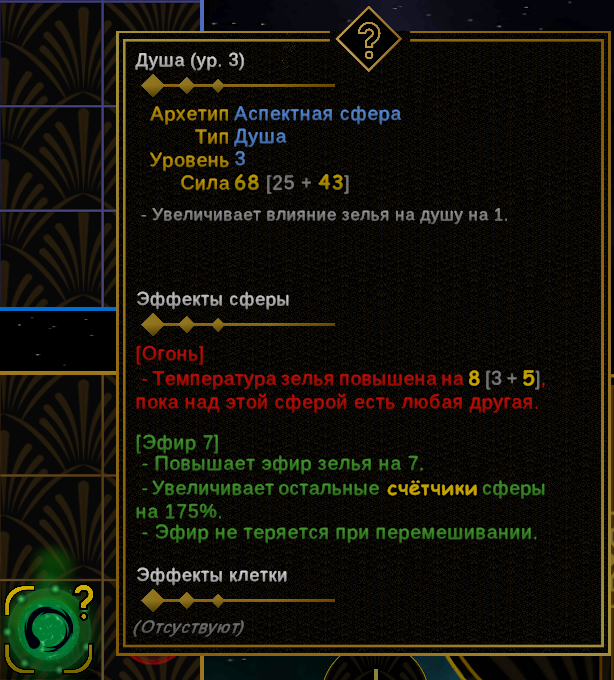 ?
Душа (ур. 3)
Архетип Аспектная сфера
Тип Душа
Уровень 3
Сила 68 [25 + 43]
- Увеличивает влияние зелья на душу на 1.
Эффекты сферы
[Огонь]
- Температура зелья повышена на 8 [3 + 5],
пока над этой сферой есть любая другая.
[Эфир 7]
- Повышает эфир зелья на 7.
- Увеличивает остальные счётчики сферы
на 175%.
- Эфир не теряется при перемешивании.
Эффекты клетки
(Отсуствуют)
?